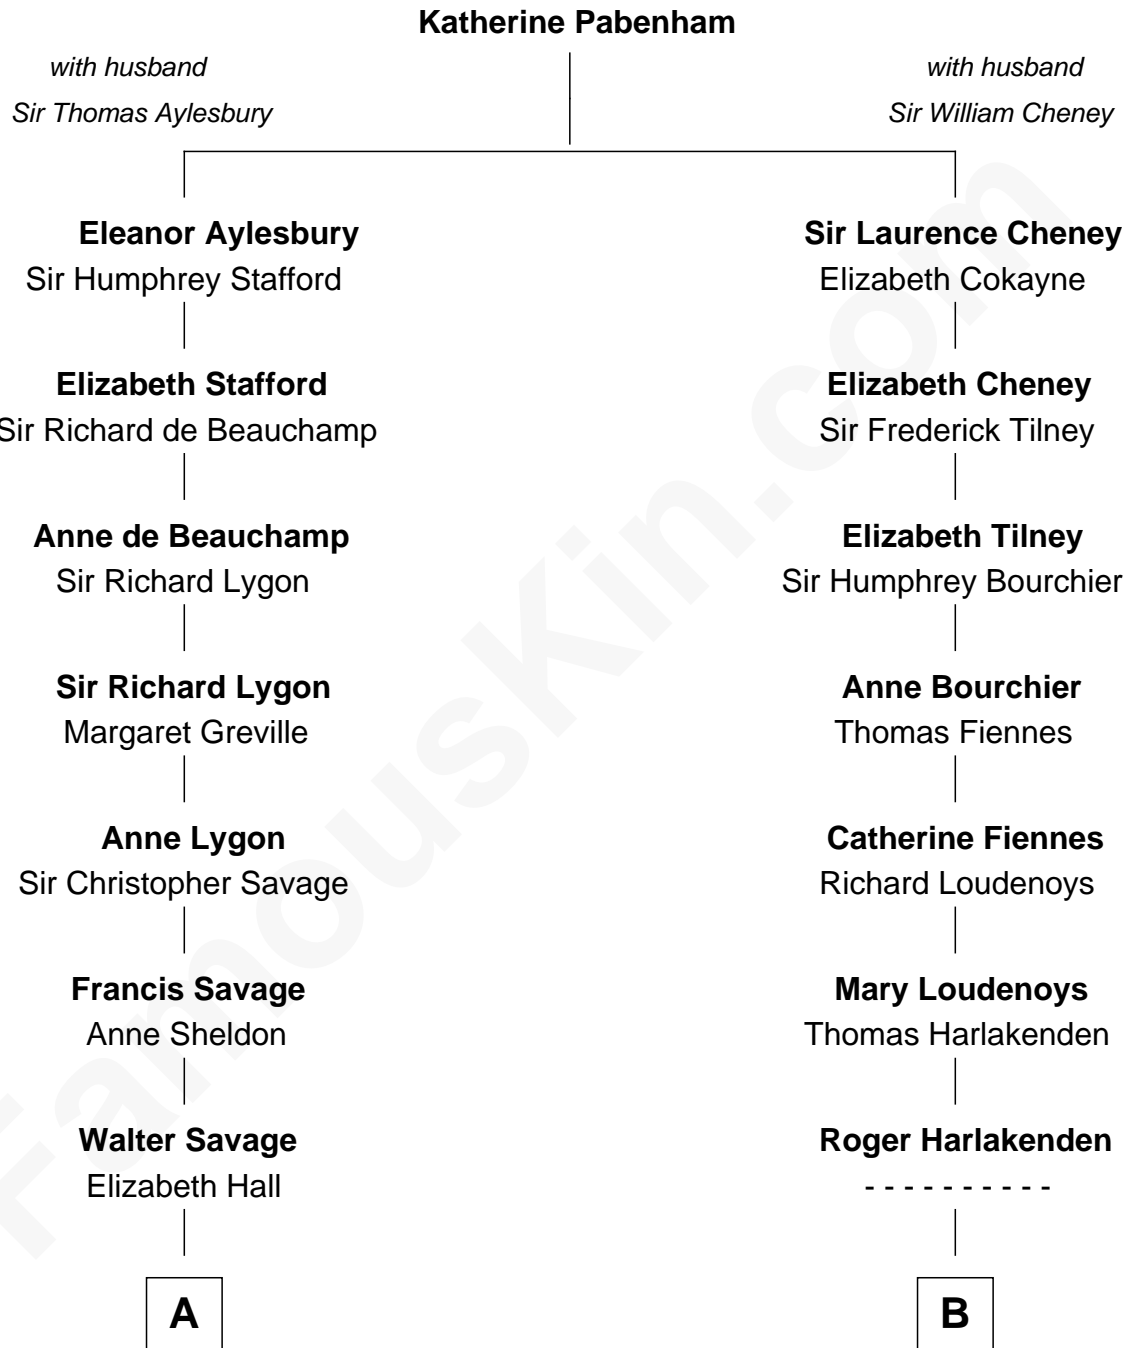 Katherine Pabenham
with husband
Sir Thomas Aylesbury
with husband
Sir William Cheney
Eleanor Aylesbury
Sir Humphrey Stafford
Elizabeth Stafford
Sir Richard de Beauchamp
Anne de Beauchamp
Sir Richard Lygon
Sir Richard Lygon
Margaret Greville
Anne Lygon
Sir Christopher Savage
Francis Savage
Anne Sheldon
Walter Savage
Elizabeth Hall
A
Sir Laurence Cheney
Elizabeth Cokayne
Elizabeth Cheney
Sir Frederick Tilney
Elizabeth Tilney
Sir Humphrey Bourchier
Anne Bourchier
Thomas Fiennes
Catherine Fiennes
Richard Loudenoys
Mary Loudenoys
Thomas Harlakenden
Roger Harlakenden
- - - - - - - - - -
B
FamousKin.com